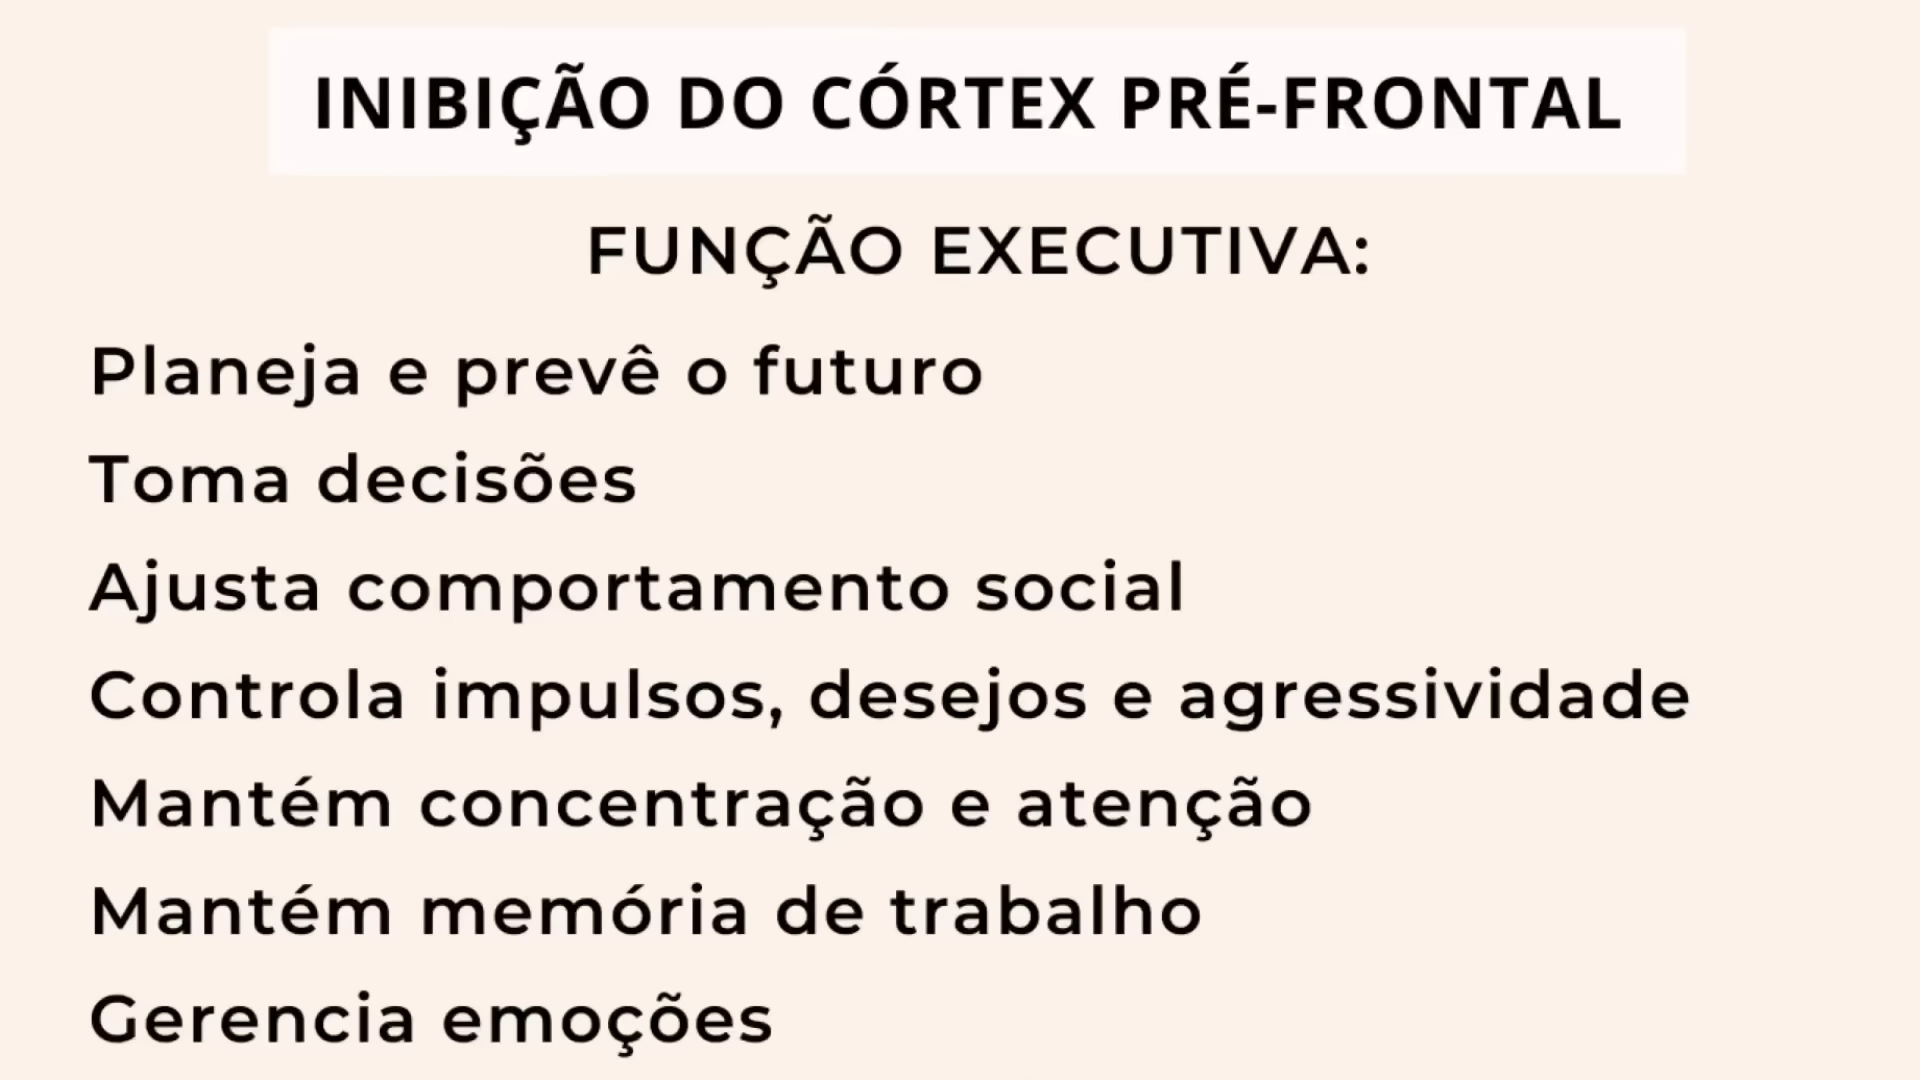 INIBIÇÃO DO CÓRTEX PRÉ-FRONTAL
FUNÇÃO EXECUTIVA:
Planeja e prevê o futuro
Toma decisões
Ajusta comportamento social
Controla impulsos, desejos e agressividade
Mantém concentração e atenção
Mantém memória de trabalho
Gerencia emoções